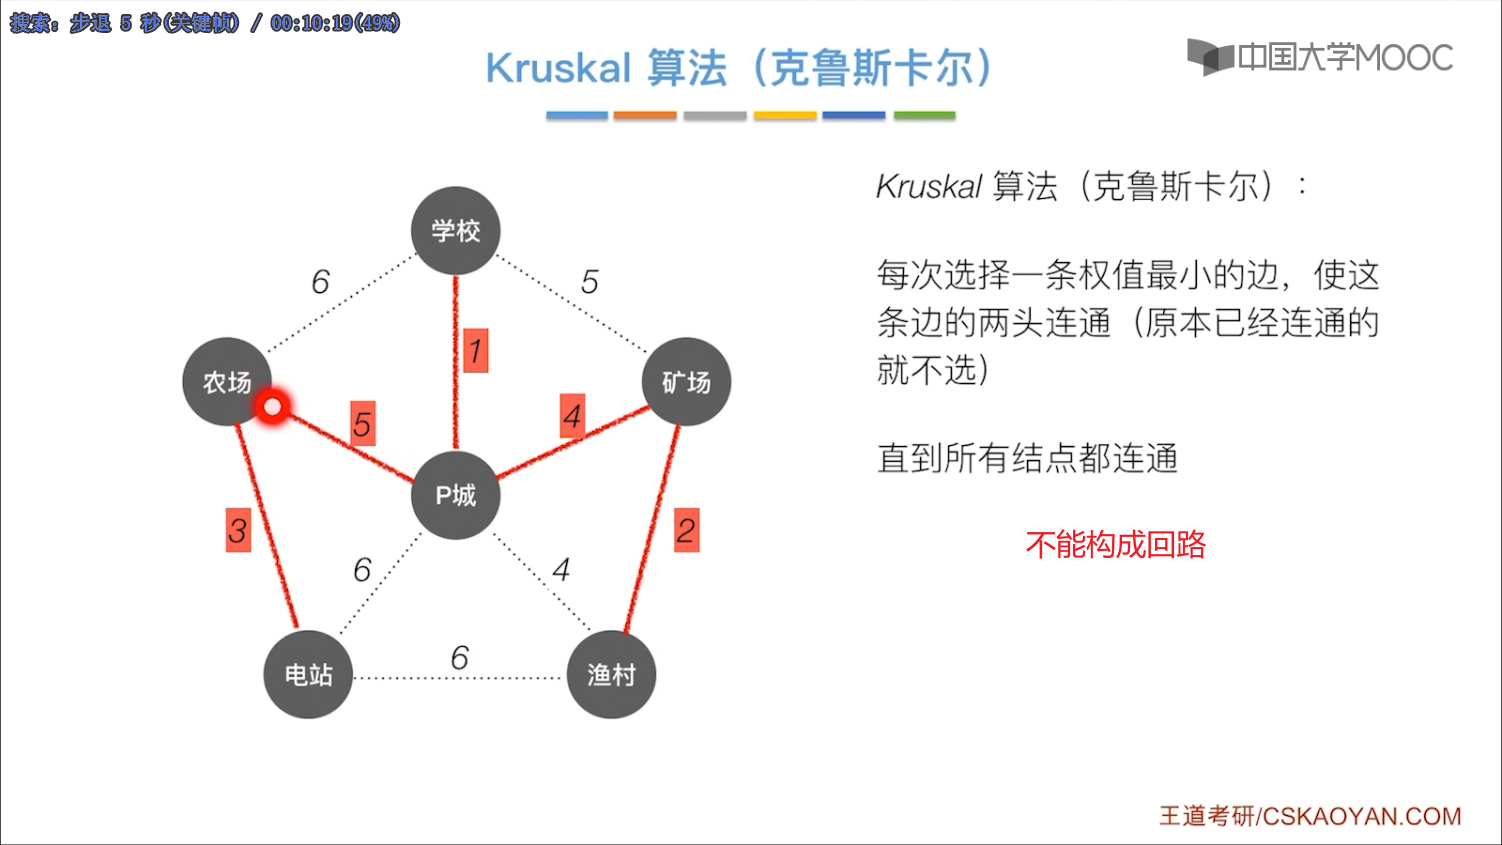 搜索: 步退 5 秒(关键帧) / 00:10:19(49%)
Kruskal 算法（克鲁斯卡尔）
中国大学MOOC
Kruskal 算法（克鲁斯卡尔）：
每次选择一条权值最小的边，使这
条边的两头连通（原本已经连通的
就不选）
直到所有结点都连通
不能构成回路
学校
6
5
1
农场
矿场
5
4
P城
3
2
6
4
电站
6
渔村
王道考研/CSKAOYAN.COM